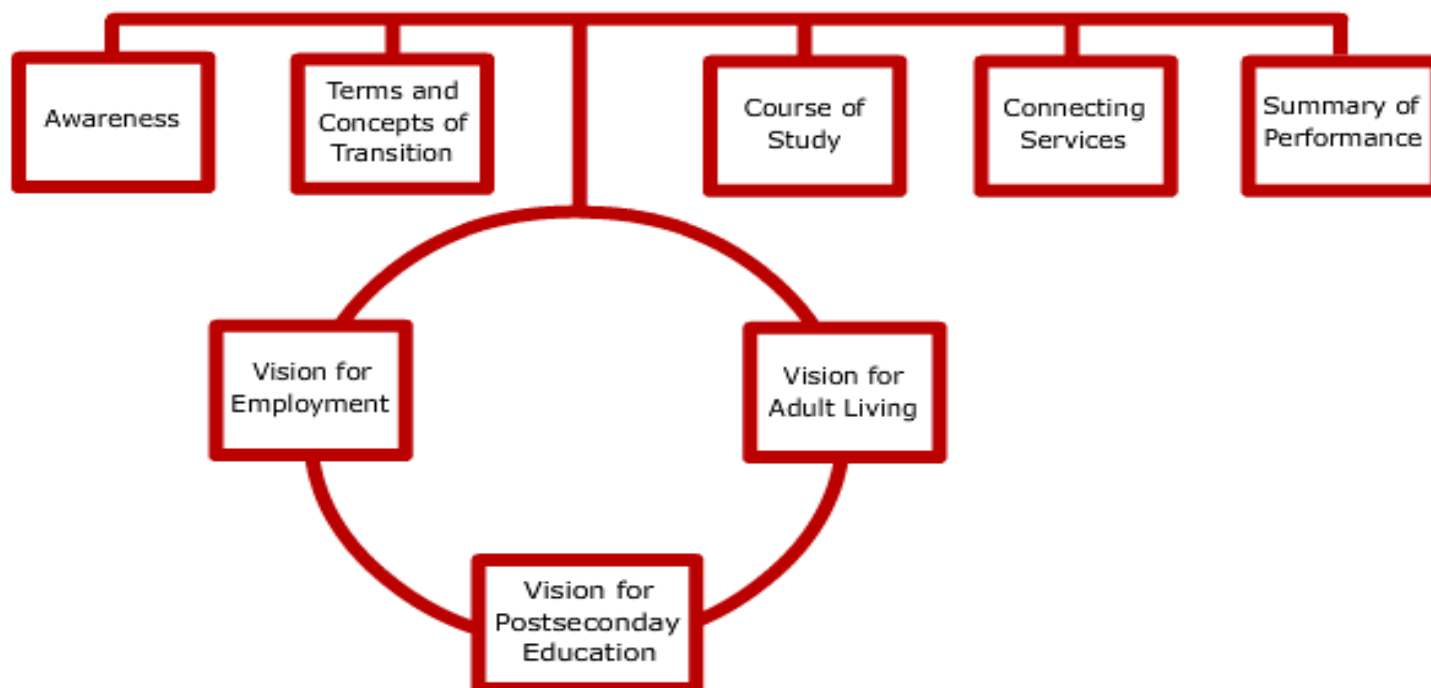 Awareness
Terms and
Concepts of
Transition
Course of
Study
Connecting
Services
Summary of
Performance
Vision for
Employment
Vision for
Adult Living
Vision for
Postseconday
Education